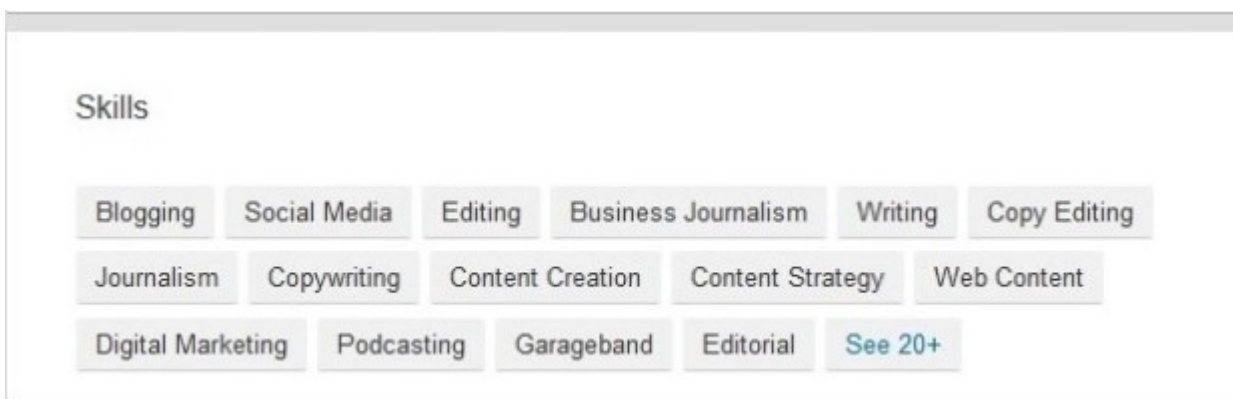 Skills
Blogging Social Media Editing Business Journalism Writing Copy Editing
Journalism Copywriting Content Creation Content Strategy Web Content
Digital Marketing Podcasting Garageband Editorial See 20+